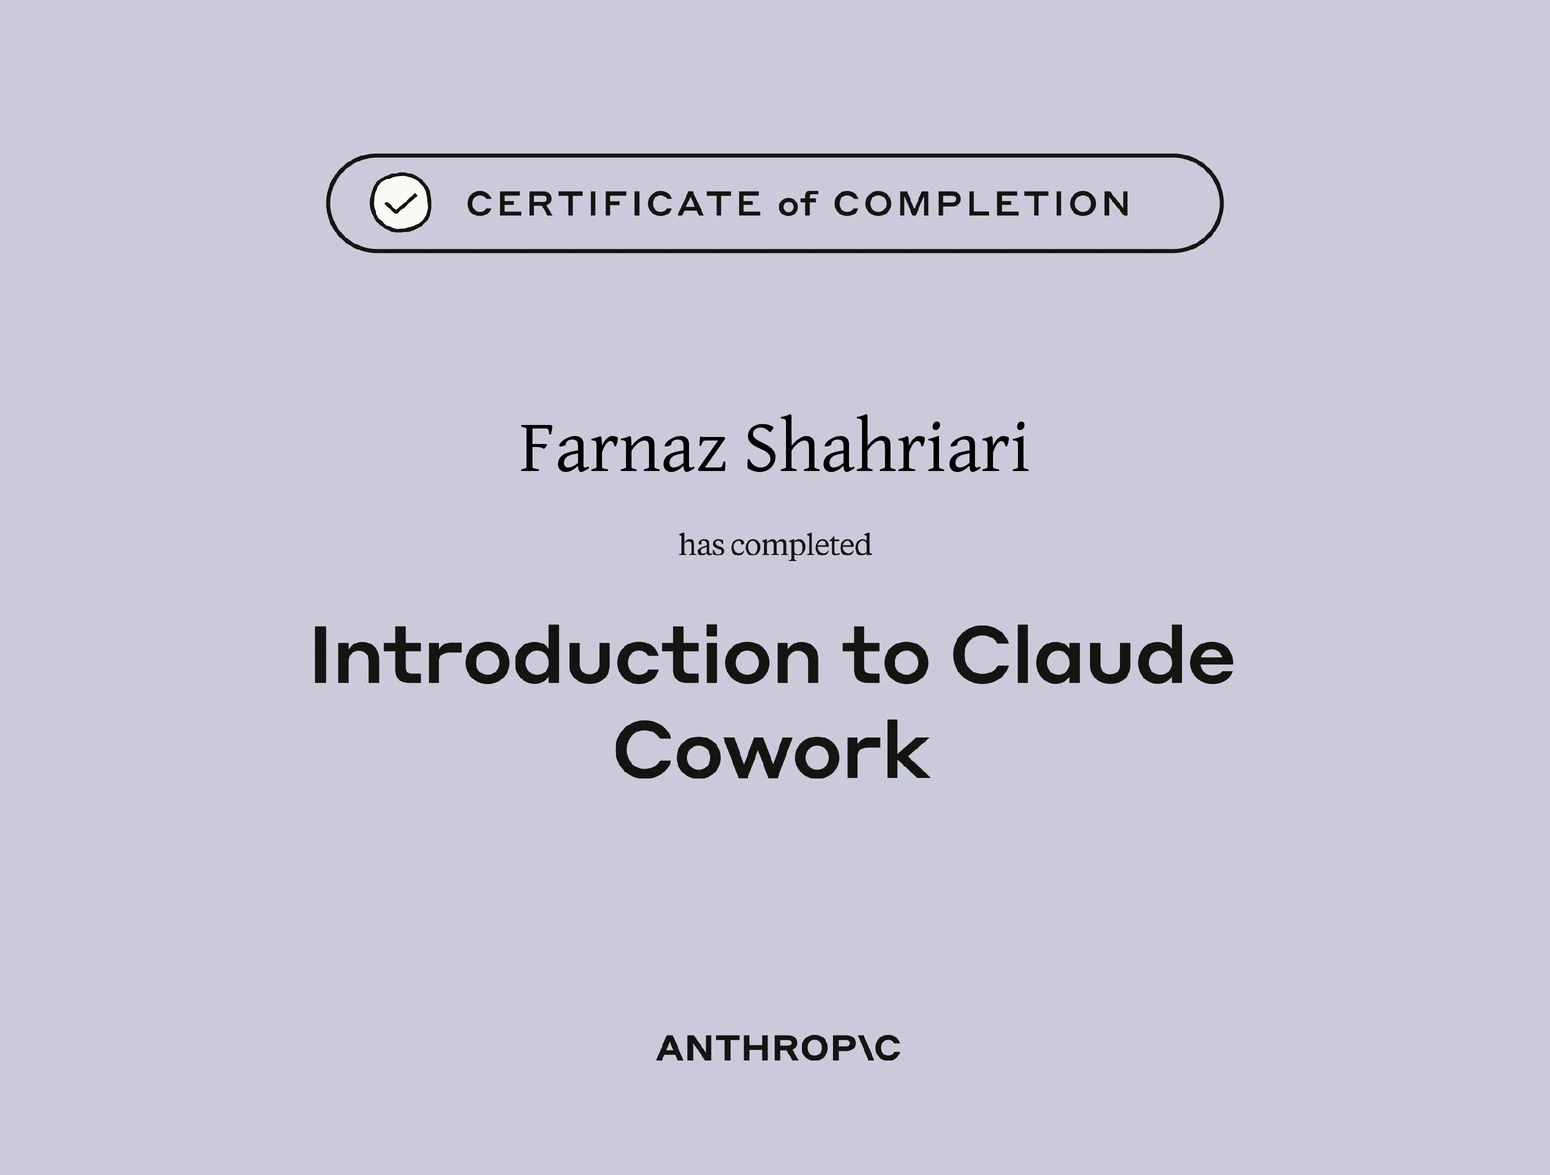 CERTIFICATE of COMPLETION
Farnaz Shahriari
has completed
Introduction to Claude
Cowork
ANTHROP\C